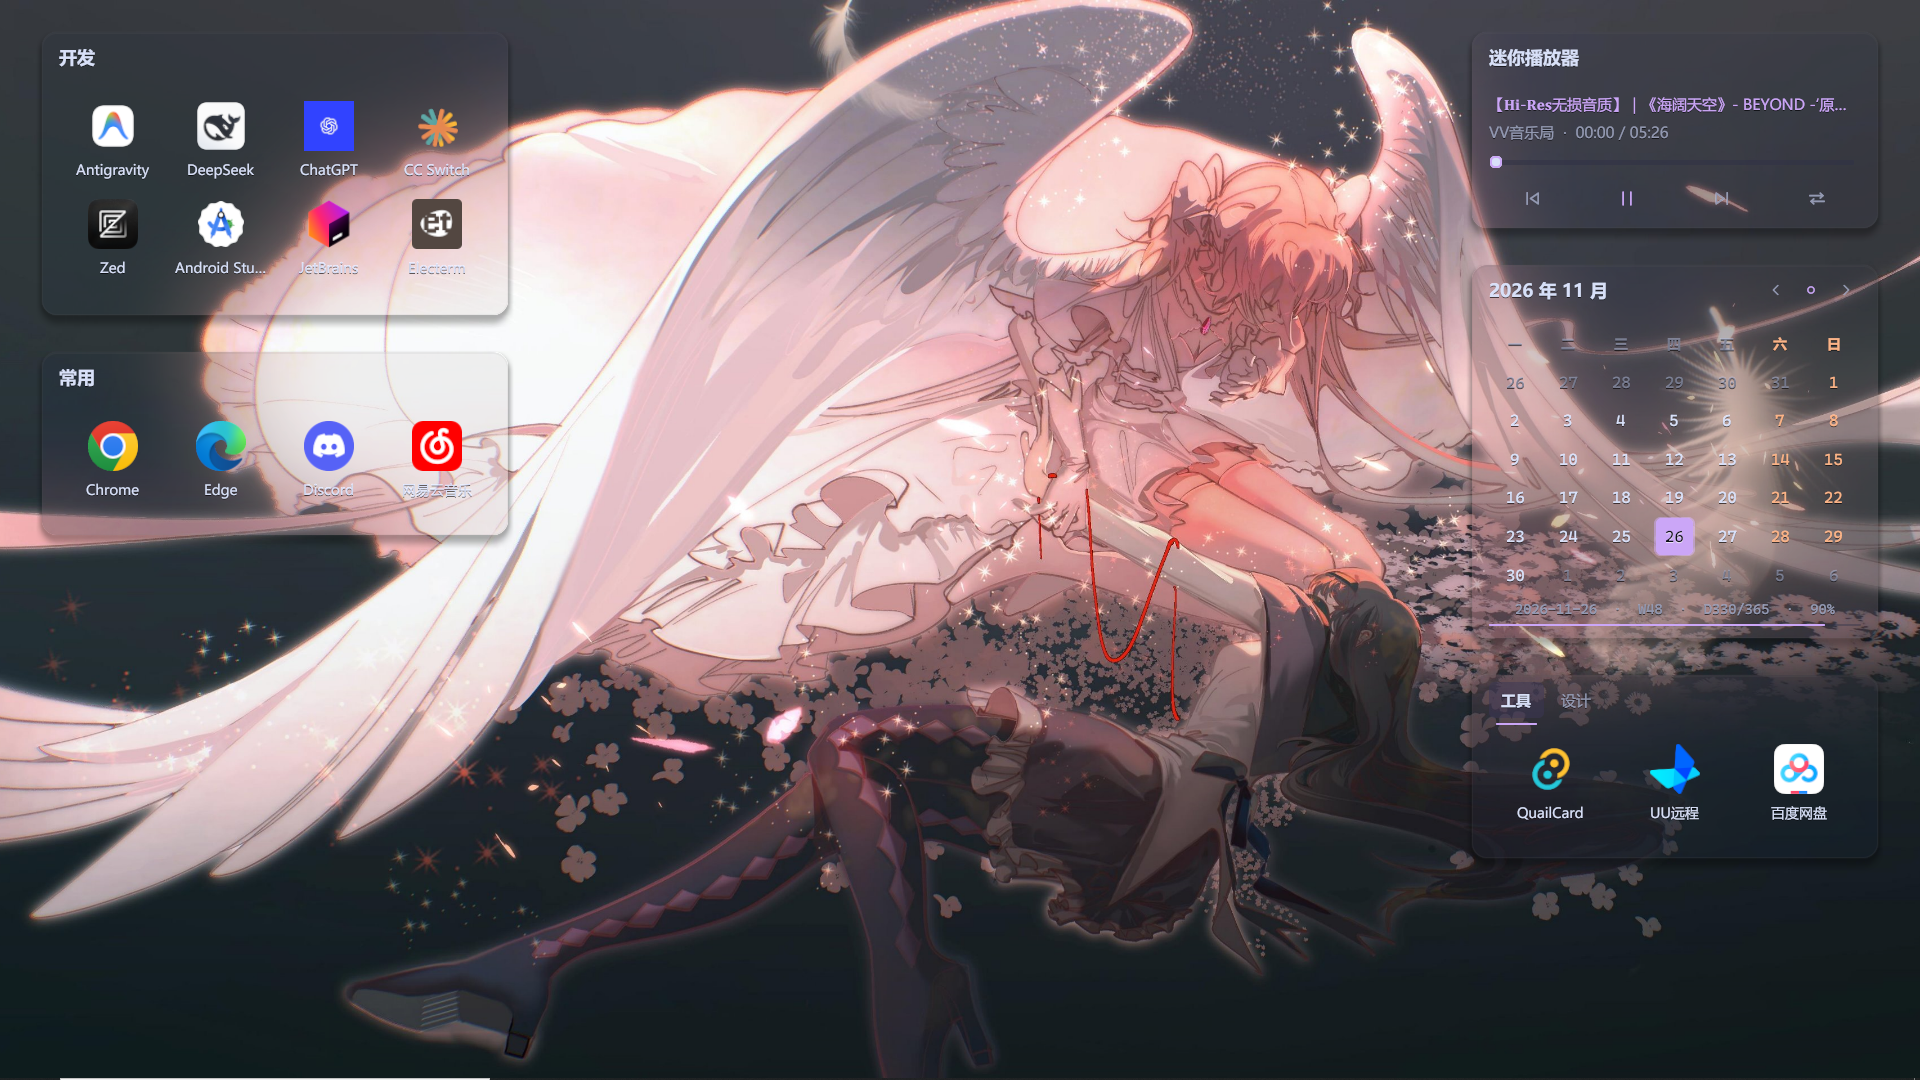 开发
Antigravity DeepSeek ChatGPT CC Switch
Zed Android Stu... JetBrains Electerm
常用
Chrome Edge Discord 网易云音乐
迷你播放器
【Hi-Res无损音质】 | 《海阔天空》- BEYOND -‘原...
VV音乐局 · 00:00 / 05:26
2026 年 11 月
一 二 三 四 五 六 日
26 27 28 29 30 31 1
2 3 4 5 6 7 8
9 10 11 12 13 14 15
16 17 18 19 20 21 22
23 24 25 26 27 28 29
30 1 2 3 4 5 6
2026-11-26 · W48 · D330/365 · 90%
工具 设计
QuailCard UU远程 百度网盘